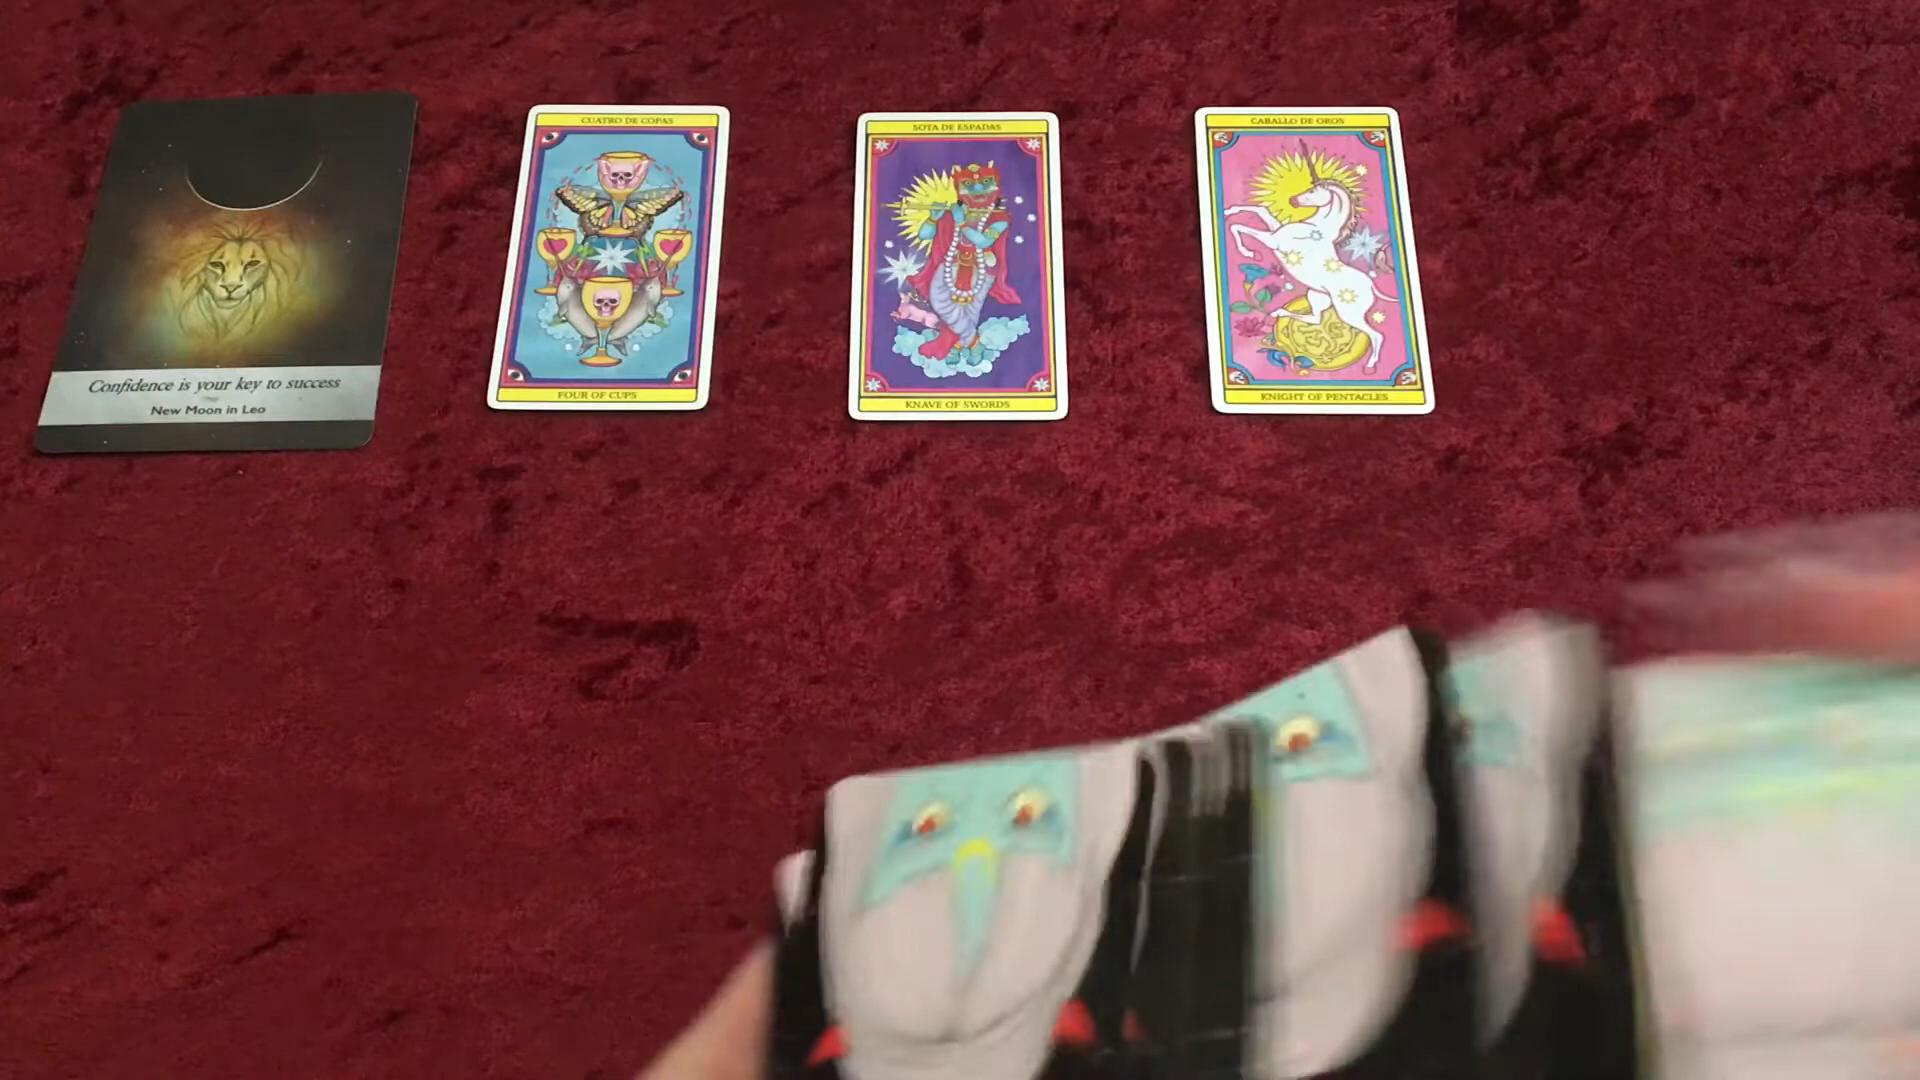 Confidence is your key to success
New Moon in Leo
CUATRO DE COPAS
FOUR OF CUPS
SOTA DE ESPADAS
KNAVE OF SWORDS
CABALLO DE OROS
KNIGHT OF PENTACLES